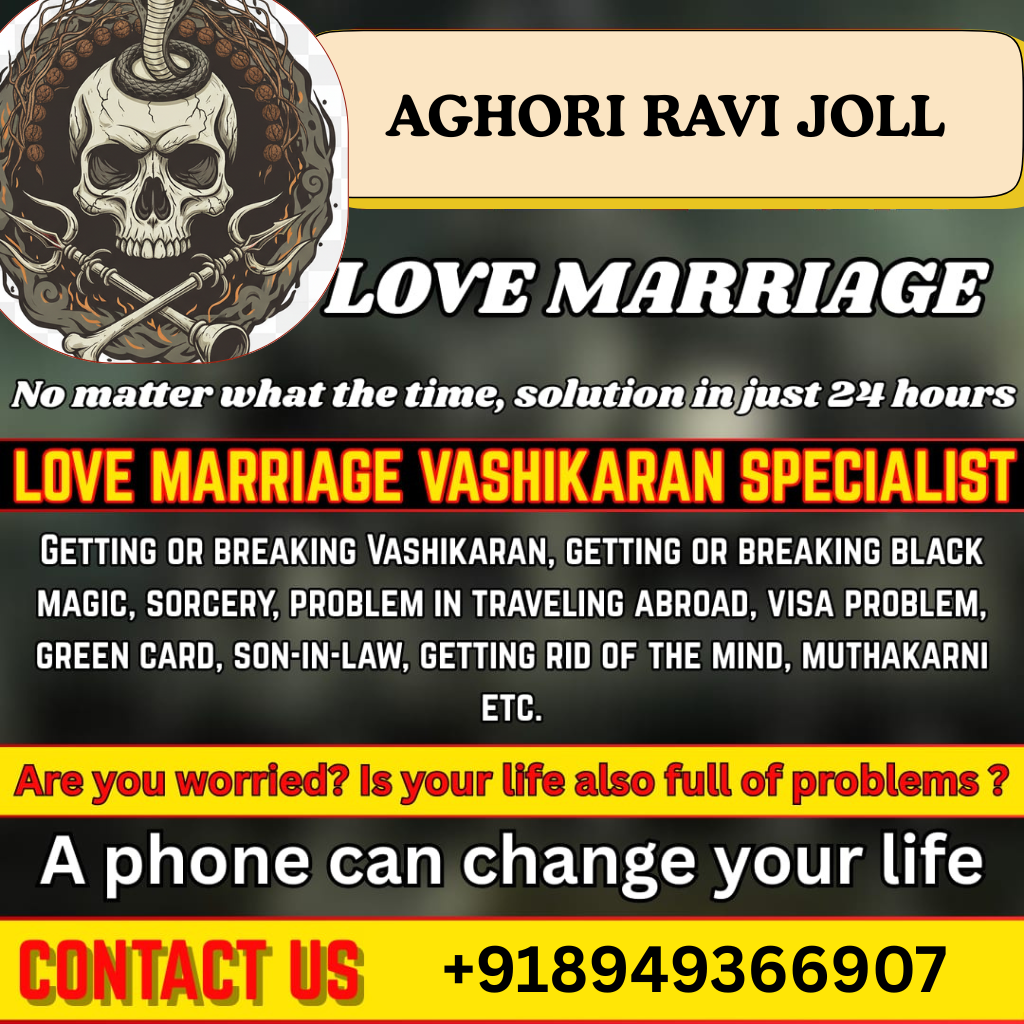 AGHORI RAVI JOLL
LOVE MARRIAGE
No matter what the time, solution in just 24 hours
LOVE MARRIAGE VASHIKARAN SPECIALIST
GETTING OR BREAKING VASHIKARAN, GETTING OR BREAKING BLACK
MAGIC, SORCERY, PROBLEM IN TRAVELING ABROAD, VISA PROBLEM,
GREEN CARD, SON-IN-LAW, GETTING RID OF THE MIND, MUTHAKARNI
ETC.
Are you worried? Is your life also full of problems ?
A phone can change your life
CONTACT US +918949366907